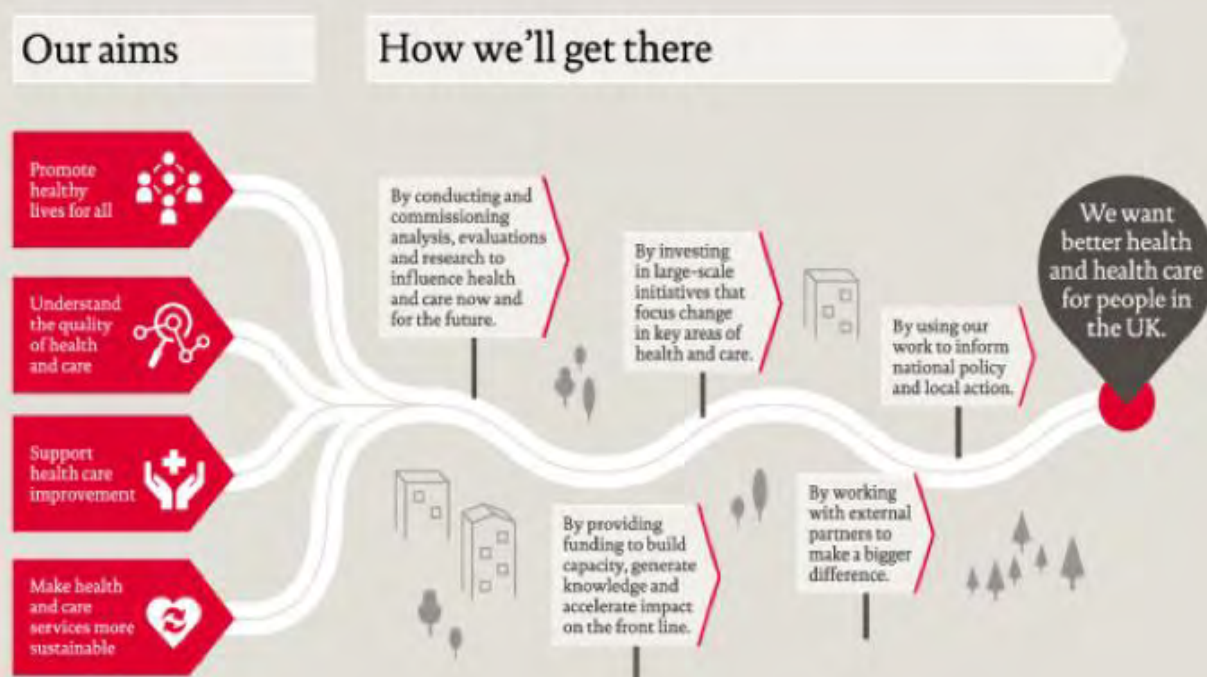 Our aims
How we'll get there
Promote
healthy
lives for all
Understand
the quality
of health
and care
Support
health care
improvement
Make health
and care
services more
sustainable
By conducting and
commissioning
analysis, evaluations
and research to
influence health
and care now and
for the future.
By providing
funding to build
capacity, generate
knowledge and
accelerate impact
on the front line.
By investing
in large-scale
initiatives that
focus change
in key areas of
health and care.
By working
with external
partners to
make a bigger
difference.
By using our
work to inform
national policy
and local action.
We want
better health
and health care
for people in
the UK.